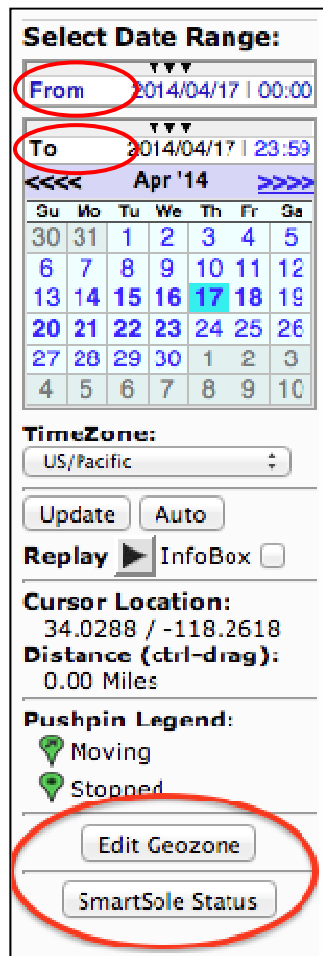 Select Date Range:
From 2014/04/17 | 00:00
To 2014/04/17 | 23:59
<<<< Apr '14 >>>>
Su Mo Tu We Th Fr Sa
30 31 1 2 3 4 5
6 7 8 9 10 11 12
13 14 15 16 17 18 19
20 21 22 23 24 25 26
27 28 29 30 1 2 3
4 5 6 7 8 9 10
TimeZone:
US/Pacific
Update Auto
Replay InfoBox
Cursor Location:
34.0288 / -118.2618
Distance (ctrl-drag):
0.00 Miles
Pushpin Legend:
Moving
Stopped
Edit Geozone
SmartSole Status